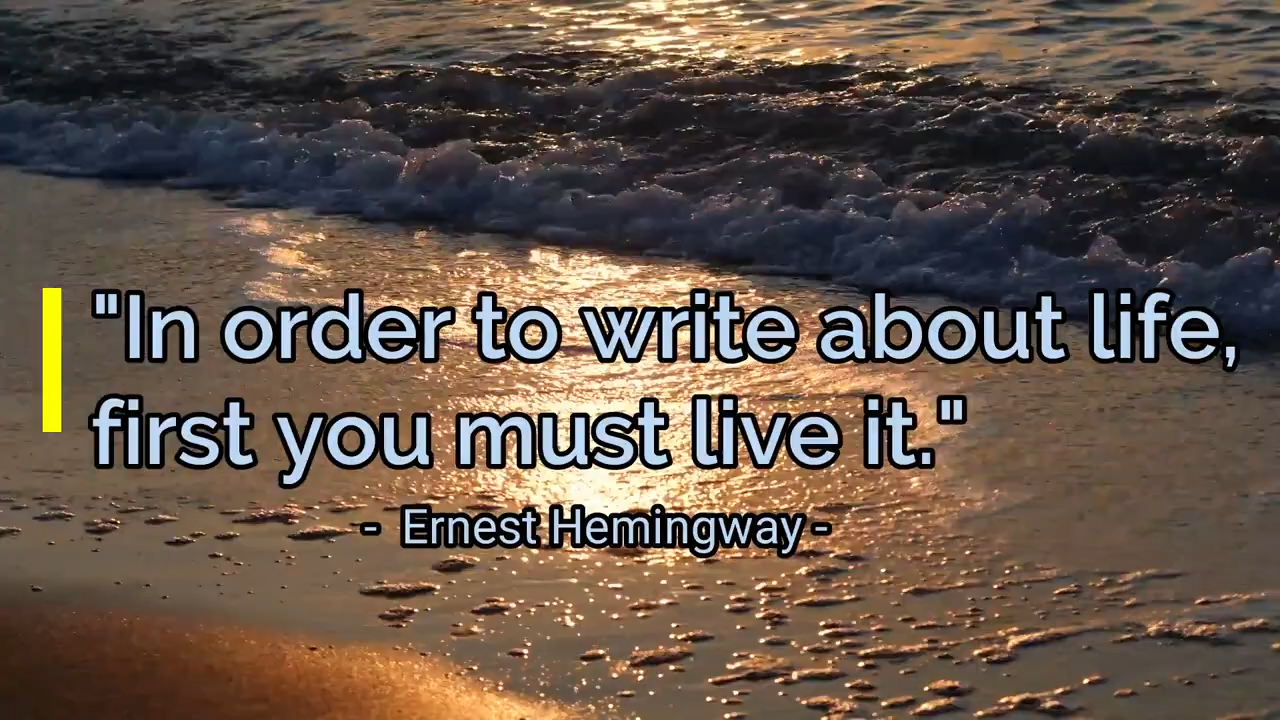 "In order to write about life,
first you must live it."
- Ernest Hemingway -